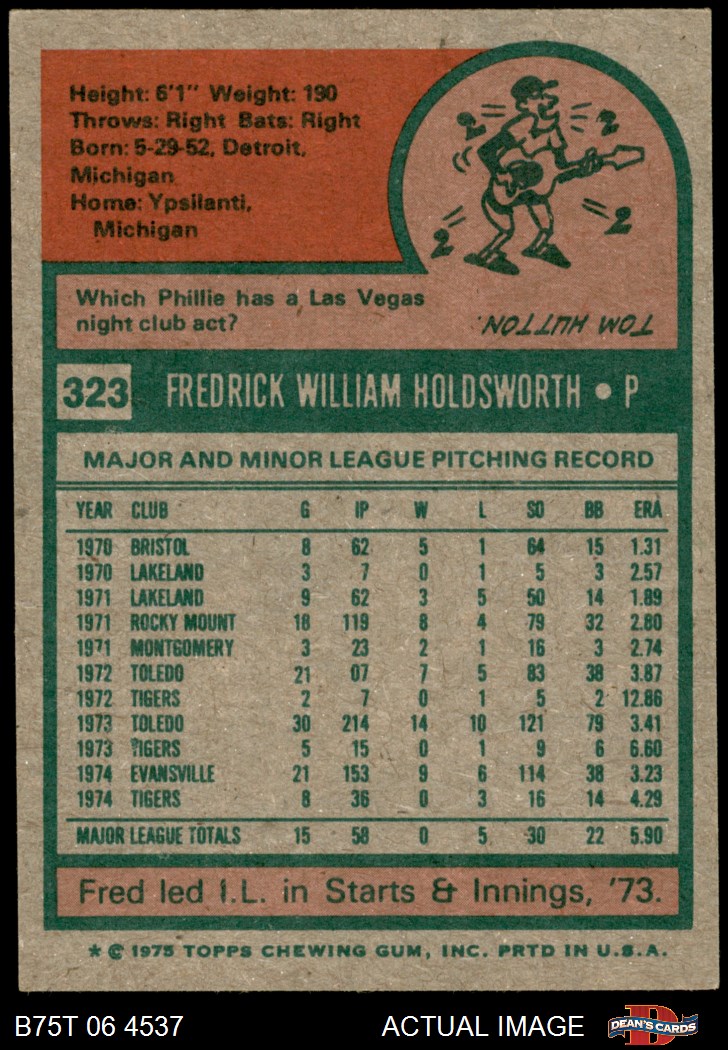 Height: 6'1" Weight: 190
Throws: Right Bats: Right
Born: 5-29-52, Detroit,
Michigan
Home: Ypsilanti,
Michigan
2 2
2 2
Which Phillie has a Las Vegas
night club act?
TOM HUTTON.
323 FREDRICK WILLIAM HOLDSWORTH • P
MAJOR AND MINOR LEAGUE PITCHING RECORD
YEAR CLUB G IP W L SO BB ERA
1970 BRISTOL 8 62 5 1 64 15 1.31
1970 LAKELAND 3 7 0 1 5 3 2.57
1971 LAKELAND 9 62 3 5 50 14 1.89
1971 ROCKY MOUNT 18 119 8 4 79 32 2.80
1971 MONTGOMERY 3 23 2 1 16 3 2.74
1972 TOLEDO 21 07 7 5 83 38 3.87
1972 TIGERS 2 7 0 1 5 2 12.86
1973 TOLEDO 30 214 14 10 121 79 3.41
1973 TIGERS 5 15 0 1 9 6 6.60
1974 EVANSVILLE 21 153 9 6 114 38 3.23
1974 TIGERS 8 36 0 3 16 14 4.29
MAJOR LEAGUE TOTALS 15 58 0 5 30 22 5.90
Fred led I.L. in Starts & Innings, '73.
* © 1975 TOPPS CHEWING GUM, INC. PRTD IN U.S.A.
B75T 06 4537 ACTUAL IMAGE D DEAN'S CARDS